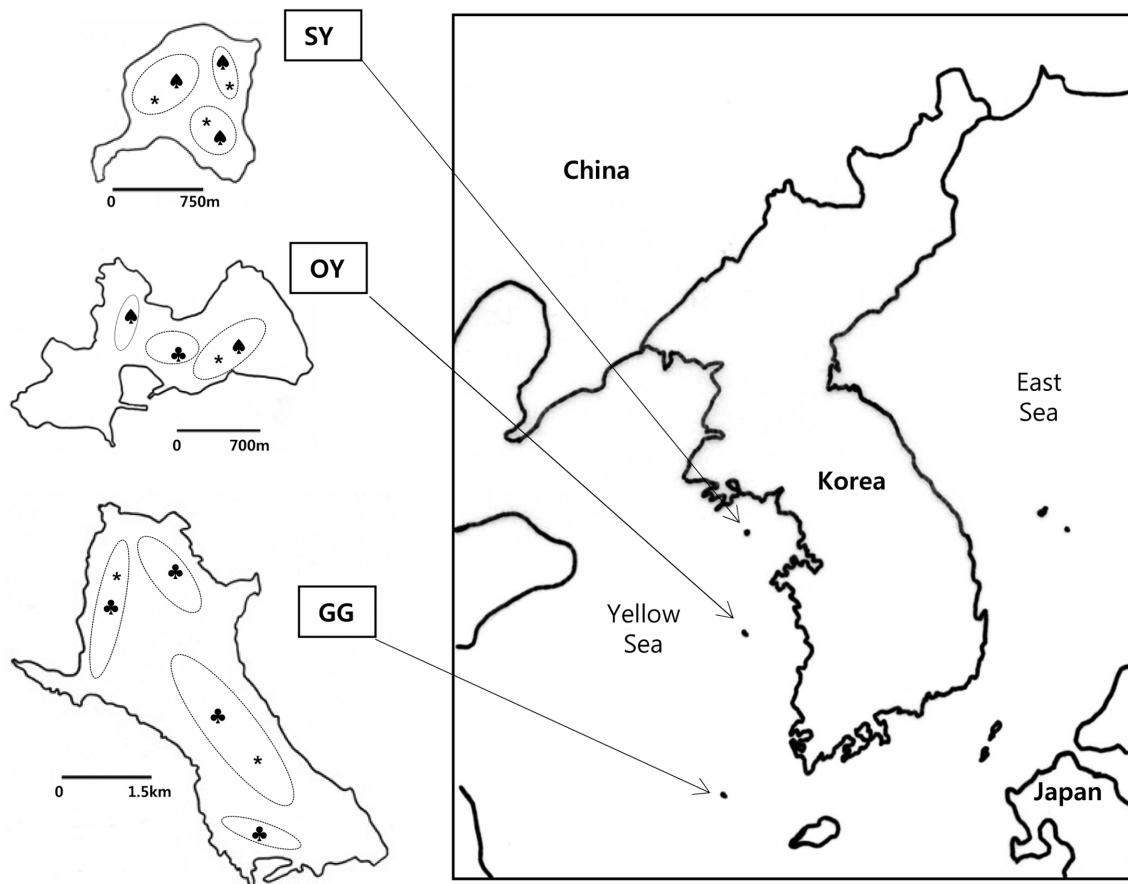 SY
0
750m
OY
0
700m
GG
0
1.5km
China
Korea
East
Sea
Yellow
Sea
Japan